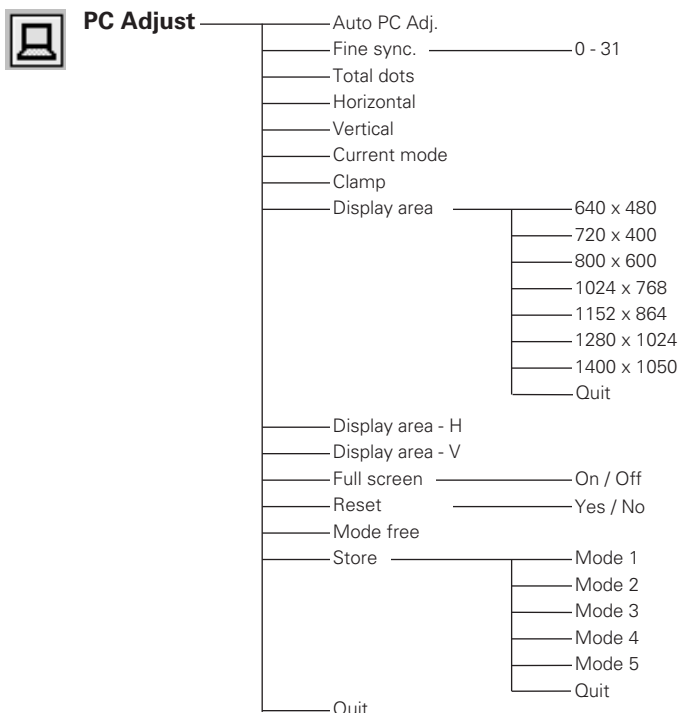 PC Adjust Auto PC Adj.
Fine sync. 0 - 31
Total dots
Horizontal
Vertical
Current mode
Clamp
Display area 640 x 480
720 x 400
800 x 600
1024 x 768
1152 x 864
1280 x 1024
1400 x 1050
Quit
Display area - H
Display area - V
Full screen On / Off
Reset Yes / No
Mode free
Store Mode 1
Mode 2
Mode 3
Mode 4
Mode 5
Quit
Quit